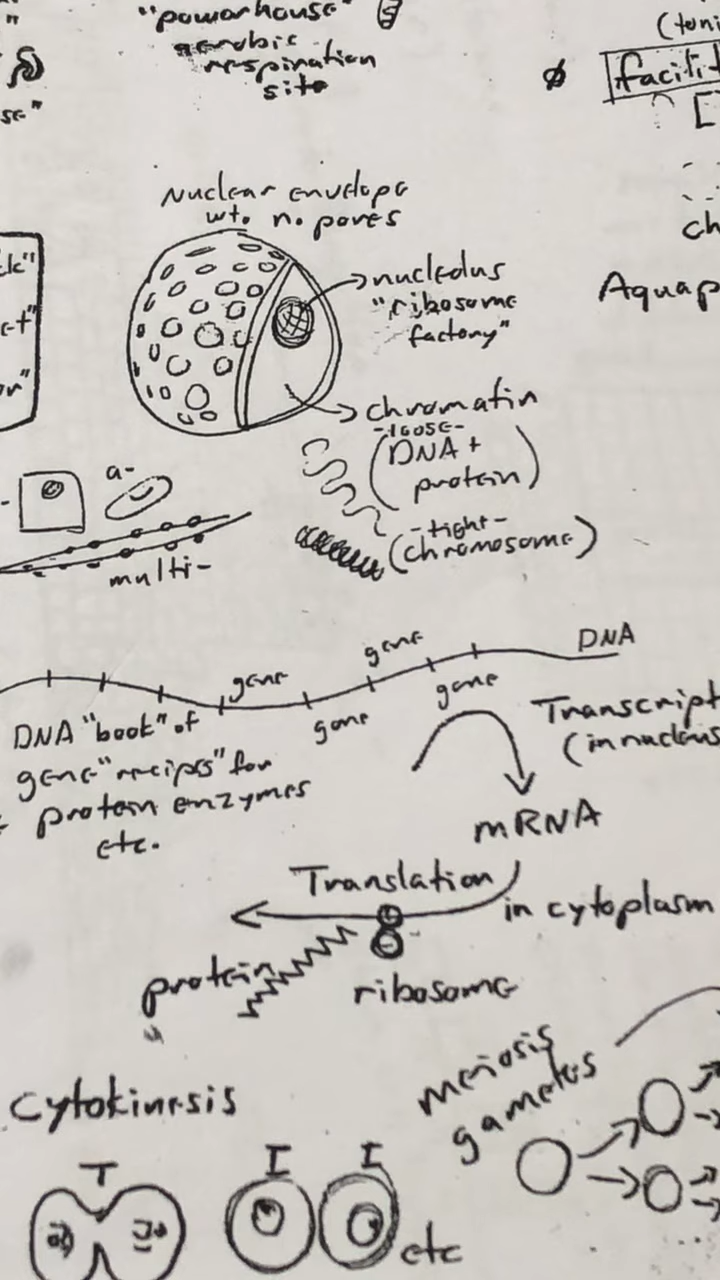 "powerhouse"
aerobic
respiration
site
Nuclear envelope
wt. n. pores
nucleolus
"ribosome
factory"
chromatin
-loose-
(DNA +
protein)
-tight-
(chromosome)
a-
multi-
DNA
gene
gene
gene
gene
DNA "book" of
gene "recipes" for
protein enzymes
etc.
Transcript
(in nucleus
mRNA
Translation
in cytoplasm
protein
ribosome
Cytokinesis
T
I
I
etc
meiosis
gametes
facilit
ch
Aquap